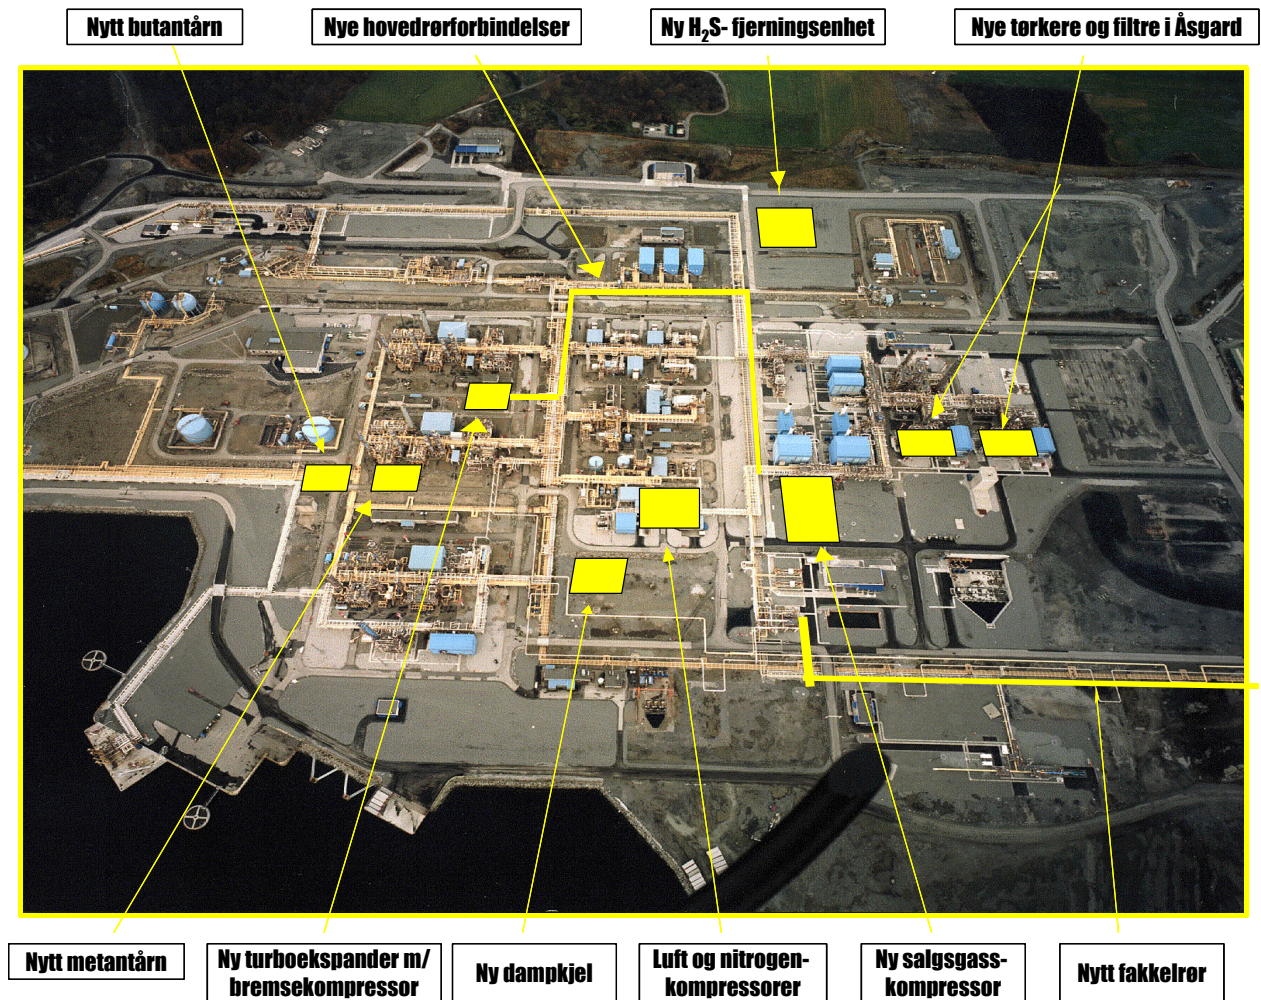 Nytt butantårn
Nye hovedrørforbindelser
Ny H₂S- fjerningsenhet
Nye tørkere og filtre i Åsgard
Nytt metantårn
Ny turboekspander m/
bremsekompressor
Ny dampkjel
Luft og nitrogen-
kompressorer
Ny salgsgass-
kompressor
Nytt fakkelrør